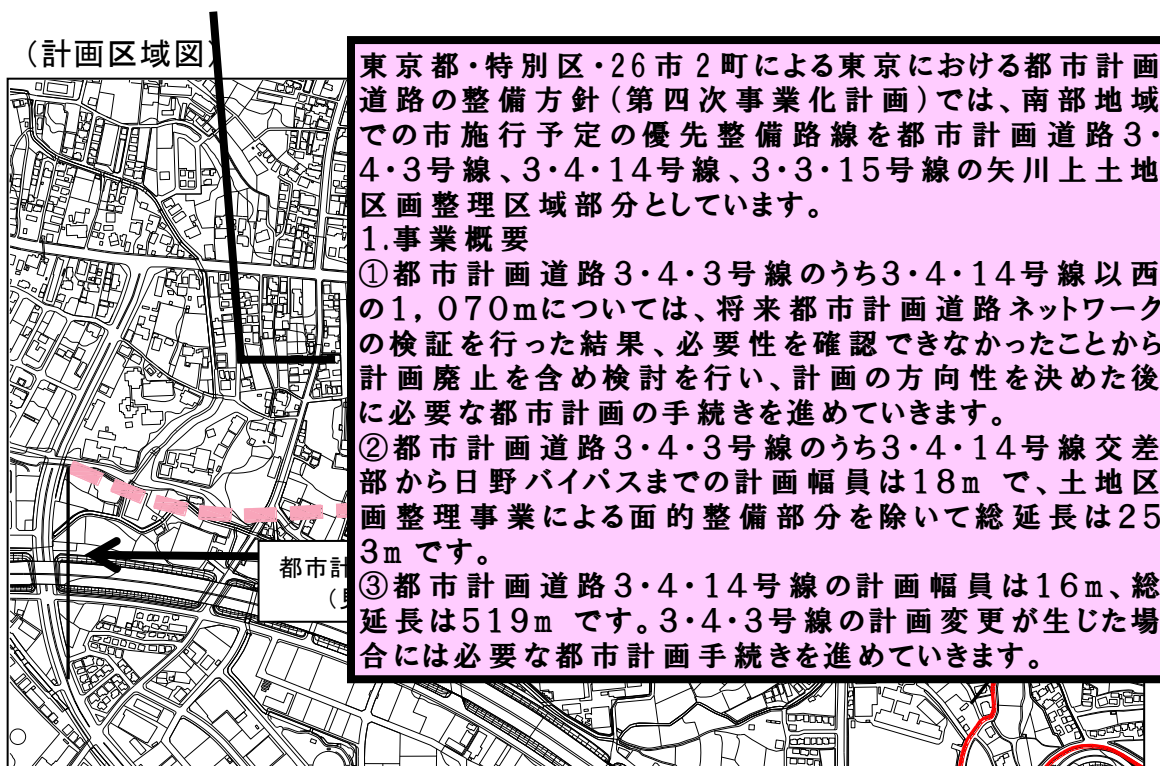 （計画区域図）
東京都・特別区・26市2町による東京における都市計画
道路の整備方針（第四次事業化計画）では、南部地域
での市施行予定の優先整備路線を都市計画道路3・
4・3号線、3・4・14号線、3・3・15号線の矢川上土地
区画整理区域部分としています。
1.事業概要
①都市計画道路3・4・3号線のうち3・4・14号線以西
の1，070mについては、将来都市計画道路ネットワーク
の検証を行った結果、必要性を確認できなかったことから
計画廃止を含め検討を行い、計画の方向性を決めた後
に必要な都市計画の手続きを進めていきます。
②都市計画道路3・4・3号線のうち3・4・14号線交差
部から日野バイパスまでの計画幅員は18m で、土地区
画整理事業による面的整備部分を除いて総延長は25
3m です。
③都市計画道路3・4・14号線の計画幅員は16m、総
延長は519m です。3・4・3号線の計画変更が生じた場
合には必要な都市計画手続きを進めていきます。
都市計